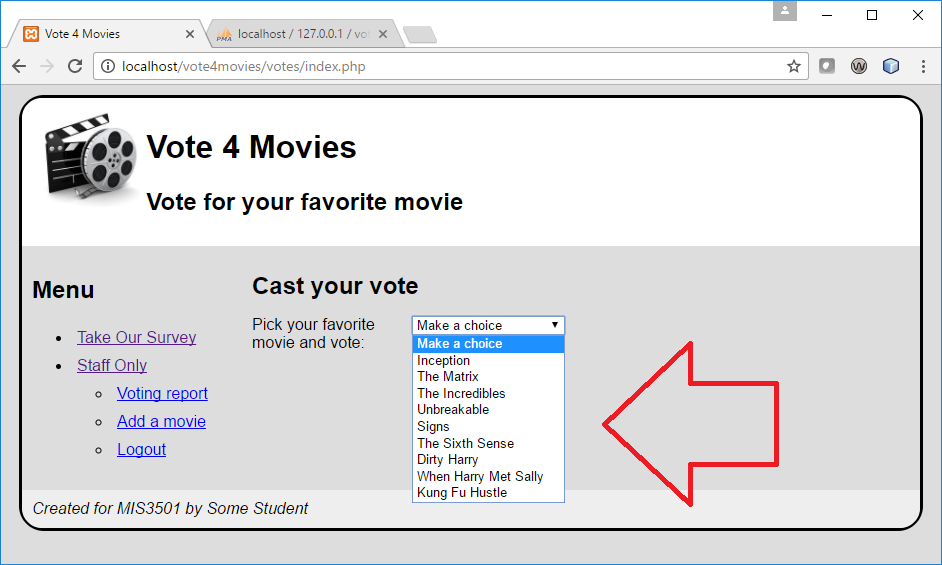 Vote 4 Movies
PMA
localhost / 127.0.0.1 / vot
localhost/vote4movies/votes/index.php
Vote 4 Movies
Vote for your favorite movie
Menu
Take Our Survey
Staff Only
Voting report
Add a movie
Logout
Cast your vote
Pick your favorite
movie and vote:
Make a choice
Make a choice
Inception
The Matrix
The Incredibles
Unbreakable
Signs
The Sixth Sense
Dirty Harry
When Harry Met Sally
Kung Fu Hustle
Created for MIS3501 by Some Student